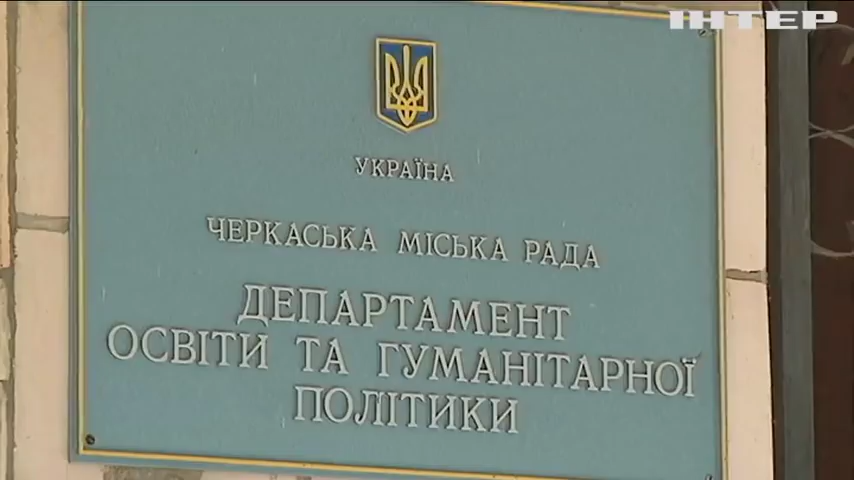 ІНТЕР
УКРАЇНА
ЧЕРКАСЬКА МІСЬКА РАДА
ДЕПАРТАМЕНТ
ОСВІТИ ТА ГУМАНІТАРНОЇ
ПОЛІТИКИ